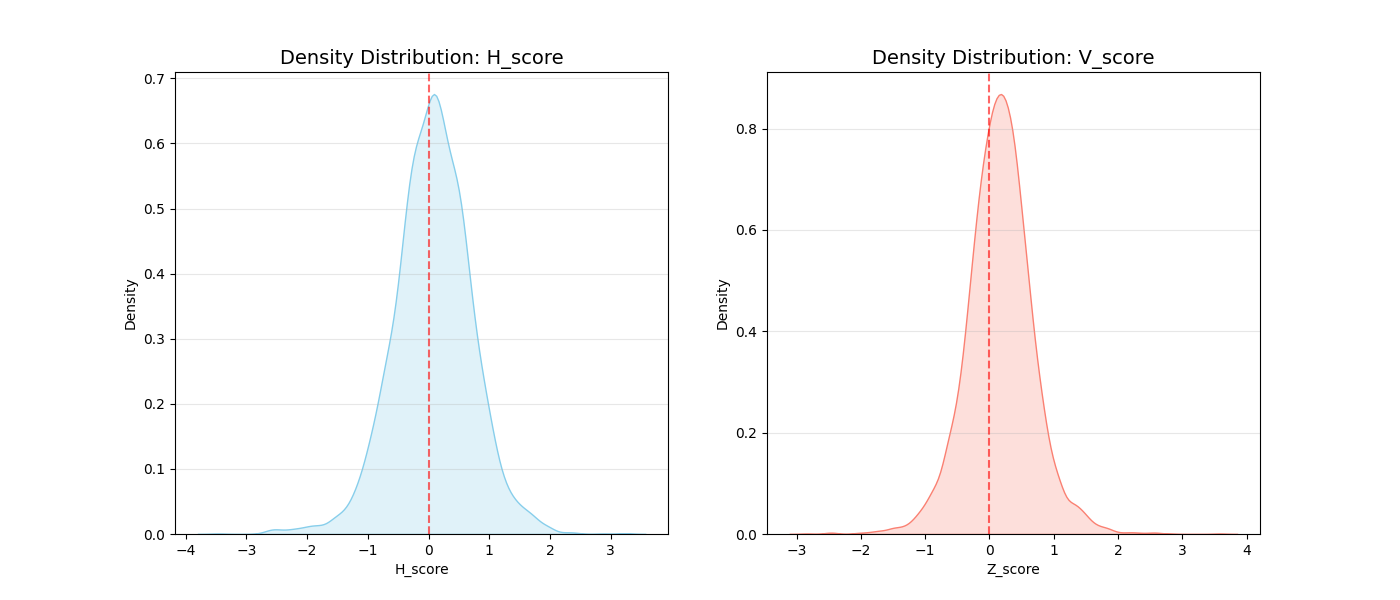 Density Distribution: H_score
0.7
0.6
0.5
0.4
0.3
0.2
0.1
0.0
Density
−4 −3 −2 −1 0 1 2 3
H_score
Density Distribution: V_score
0.8
0.6
0.4
0.2
0.0
Density
−3 −2 −1 0 1 2 3 4
Z_score